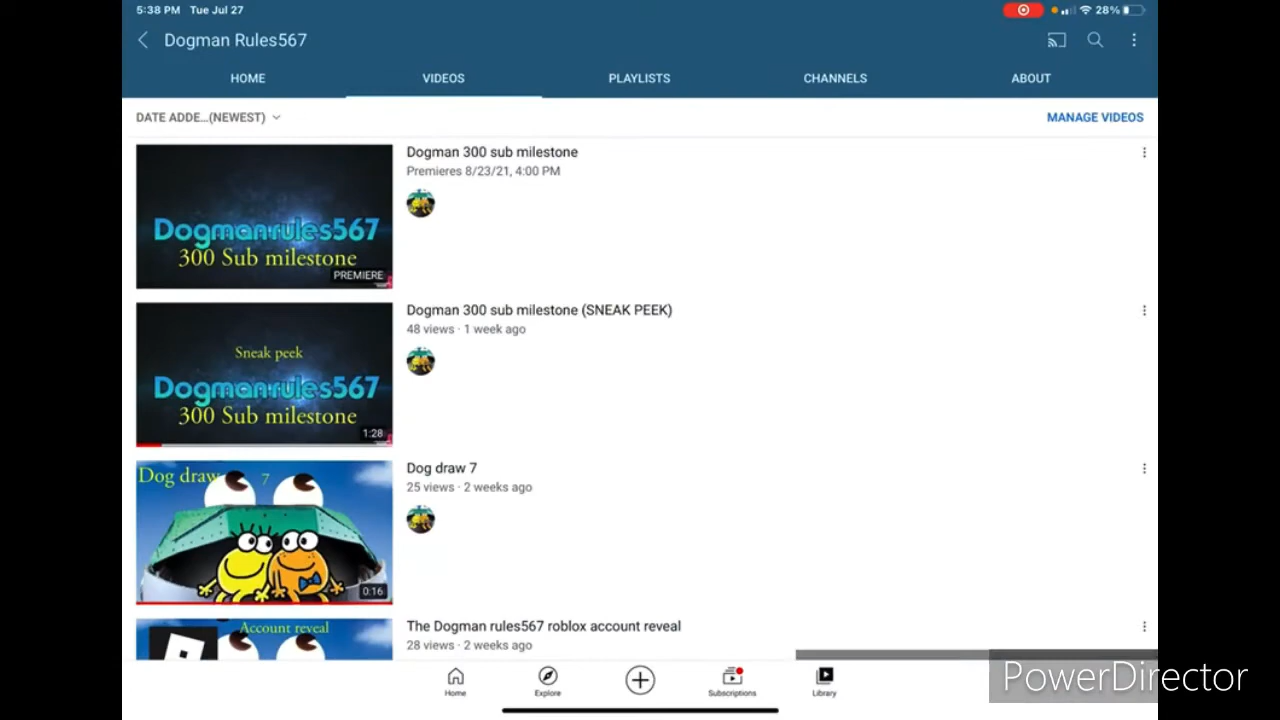 5:38 PM Tue Jul 27
28%
Dogman Rules567
HOME
VIDEOS
PLAYLISTS
CHANNELS
ABOUT
DATE ADDE...(NEWEST)
MANAGE VIDEOS
Dogmanrules567
300 Sub milestone
PREMIERE
Dogman 300 sub milestone
Premieres 8/23/21, 4:00 PM
Sneak peek
Dogmanrules567
300 Sub milestone
1:28
Dogman 300 sub milestone (SNEAK PEEK)
48 views · 1 week ago
Dog draw 7
0:16
Dog draw 7
25 views · 2 weeks ago
Account reveal
The Dogman rules567 roblox account reveal
28 views · 2 weeks ago
Home
Explore
Subscriptions
Library
PowerDirector